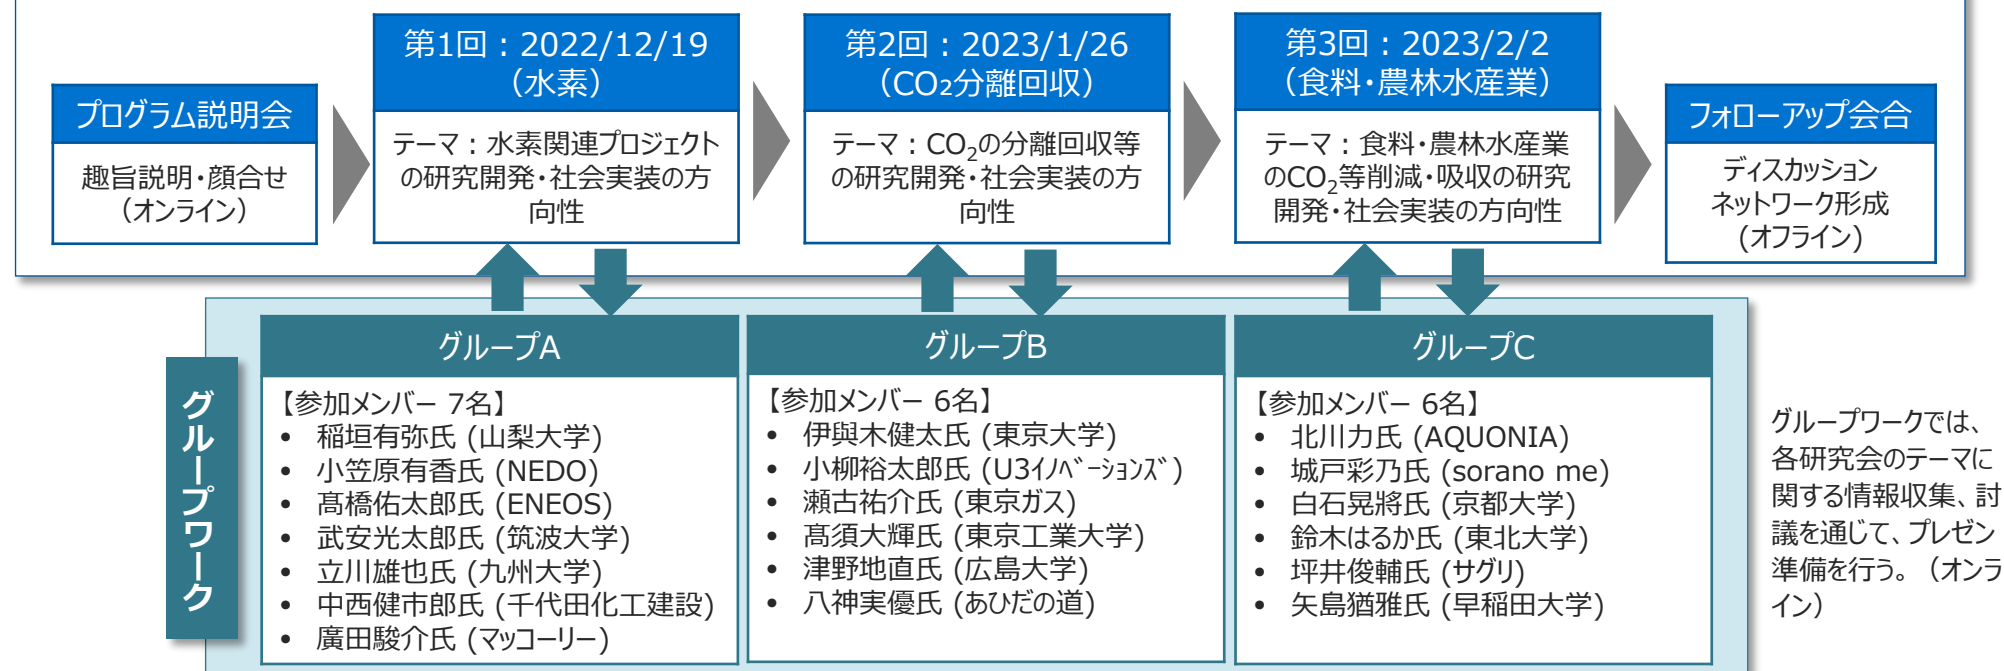 プログラム説明会
趣旨説明・顔合せ
（オンライン）
第1回：2022/12/19
（水素）
テーマ：水素関連プロジェクト
の研究開発・社会実装の方
向性
第2回：2023/1/26
（CO₂分離回収）
テーマ：CO₂の分離回収等
の研究開発・社会実装の方
向性
第3回：2023/2/2
（食料・農林水産業）
テーマ：食料・農林水産業
のCO₂等削減・吸収の研究
開発・社会実装の方向性
フォローアップ会合
ディスカッション
ネットワーク形成
（オフライン）
グループワーク
グループA
【参加メンバー 7名】
• 稲垣有弥氏 (山梨大学)
• 小笠原有香氏 (NEDO)
• 髙橋佑太郎氏 (ENEOS)
• 武安光太郎氏 (筑波大学)
• 立川雄也氏 (九州大学)
• 中西健市郎氏 (千代田化工建設)
• 廣田駿介氏 (マッコーリー)
グループB
【参加メンバー 6名】
• 伊與木健太氏 (東京大学)
• 小柳裕太郎氏 (U3ｲﾉﾍﾞｰｼｮﾝｽﾞ)
• 瀬古祐介氏 (東京ガス)
• 髙須大輝氏 (東京工業大学)
• 津野地直氏 (広島大学)
• 八神実優氏 (あひだの道)
グループC
【参加メンバー 6名】
• 北川力氏 (AQUONIA)
• 城戸彩乃氏 (sorano me)
• 白石晃將氏 (京都大学)
• 鈴木はるか氏 (東北大学)
• 坪井俊輔氏 (サグリ)
• 矢島猶雅氏 (早稲田大学)
グループワークでは、
各研究会のテーマに
関する情報収集、討
議を通じて、プレゼン
準備を行う。（オンラ
イン）